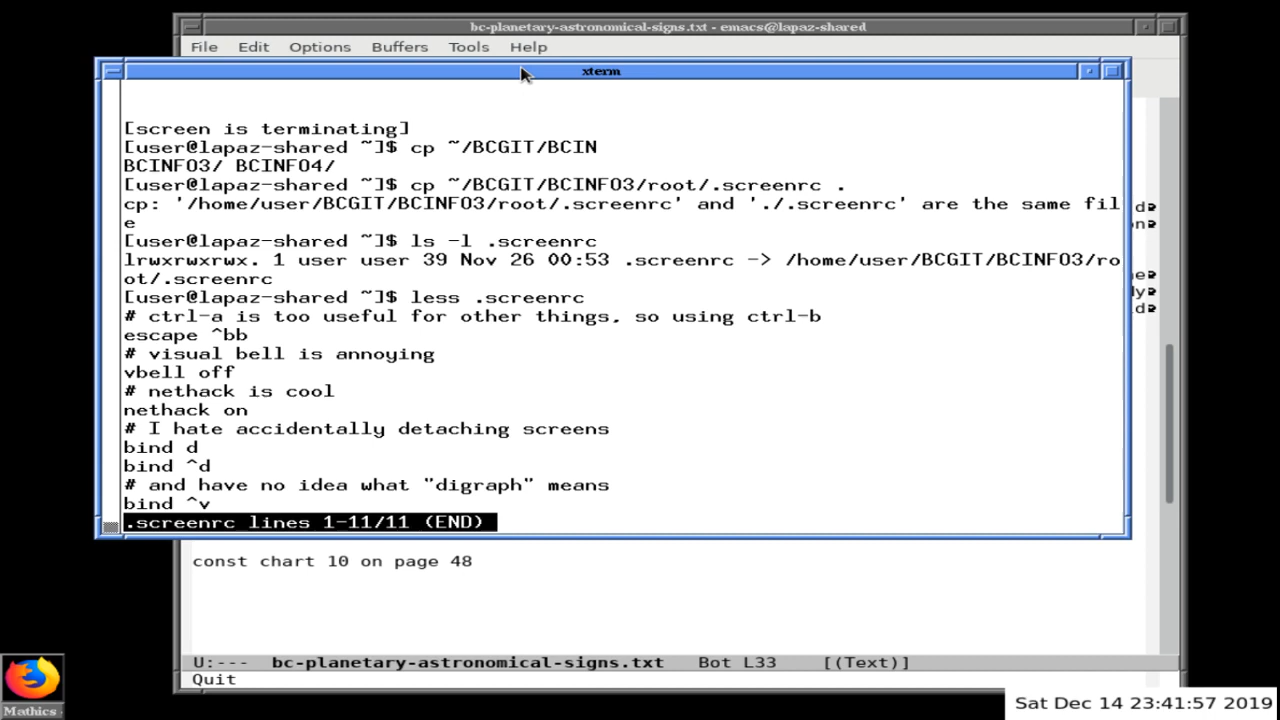 bc-planetary-astronomical-signs.txt - emacs@lapaz-shared
File Edit Options Buffers Tools Help
xterm
[screen is terminating]
[user@lapaz-shared ~]$ cp ~/BCGIT/BCIN
BCINFO3/ BCINFO4/
[user@lapaz-shared ~]$ cp ~/BCGIT/BCINFO3/root/.screenrc .
cp: '/home/user/BCGIT/BCINFO3/root/.screenrc' and './.screenrc' are the same fil
e
[user@lapaz-shared ~]$ ls -l .screenrc
lrwxrwxrwx. 1 user user 39 Nov 26 00:53 .screenrc -> /home/user/BCGIT/BCINFO3/ro
ot/.screenrc
[user@lapaz-shared ~]$ less .screenrc
# ctrl-a is too useful for other things, so using ctrl-b
escape ^bb
# visual bell is annoying
vbell off
# nethack is cool
nethack on
# I hate accidentally detaching screens
bind d
bind ^d
# and have no idea what "digraph" means
bind ^v
.screenrc lines 1-11/11 (END)
const chart 10 on page 48
U:--- bc-planetary-astronomical-signs.txt Bot L33 [(Text)]
Quit
Mathics
Sat Dec 14 23:41:57 2019